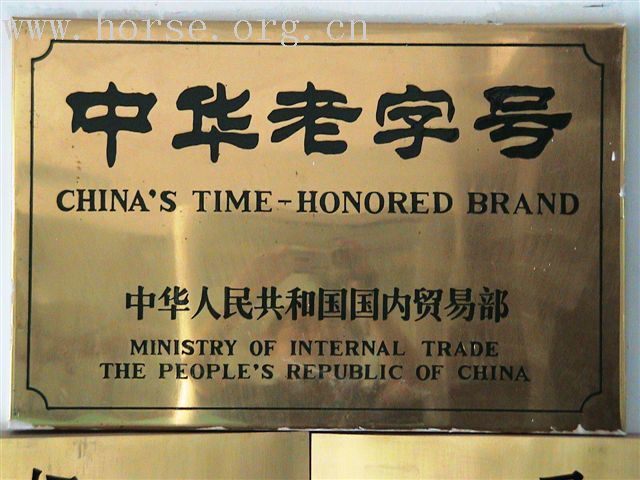 www.horse.org.cn
中华老字号
CHINA'S TIME-HONORED BRAND
中华人民共和国国内贸易部
MINISTRY OF INTERNAL TRADE
THE PEOPLE'S REPUBLIC OF CHINA